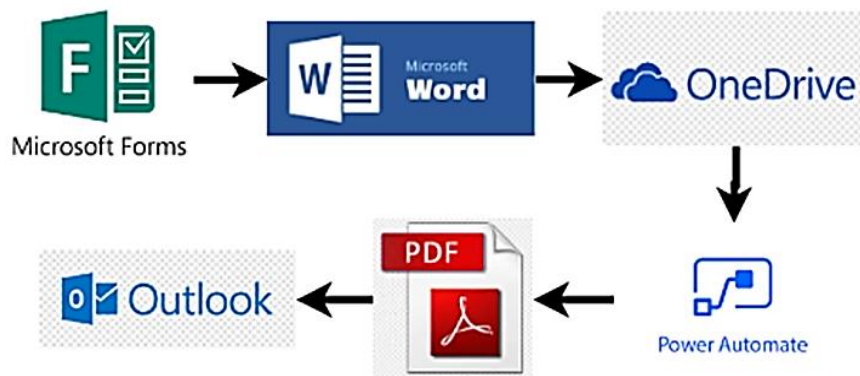 F
Microsoft Forms
W
Microsoft
Word
OneDrive
PDF
O
Outlook
Power Automate